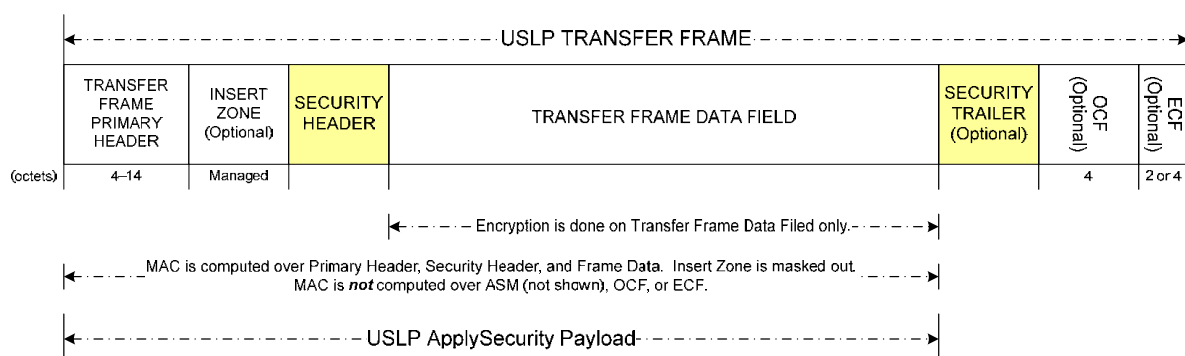 USLP TRANSFER FRAME
TRANSFER
FRAME
PRIMARY
HEADER
INSERT
ZONE
(Optional)
SECURITY
HEADER
TRANSFER FRAME DATA FIELD
SECURITY
TRAILER
(Optional)
OCF
(Optional)
ECF
(Optional)
(octets)
4–14
Managed
4
2 or 4
Encryption is done on Transfer Frame Data Filed only.
MAC is computed over Primary Header, Security Header, and Frame Data. Insert Zone is masked out.
MAC is not computed over ASM (not shown), OCF, or ECF.
USLP ApplySecurity Payload